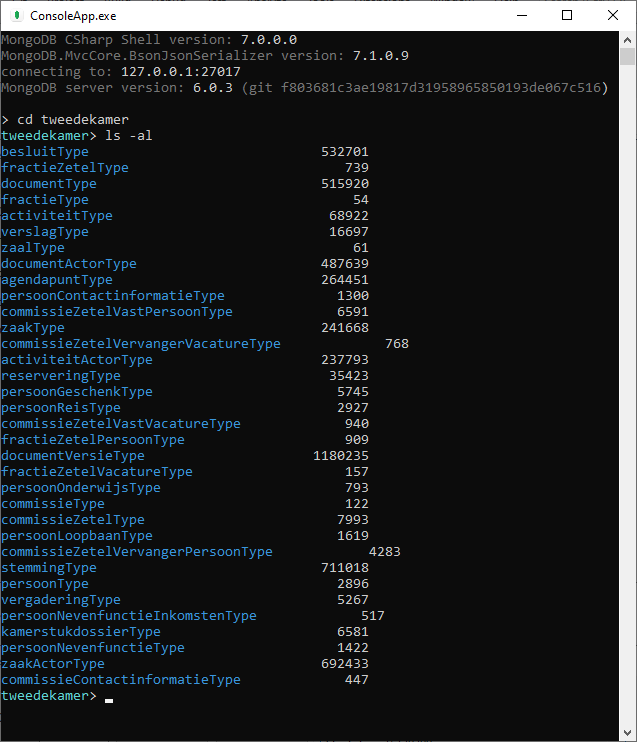 ConsoleApp.exe
MongoDB CSharp Shell version: 7.0.0.0
MongoDB.MvcCore.BsonJsonSerializer version: 7.1.0.9
connecting to: 127.0.0.1:27017
MongoDB server version: 6.0.3 (git f803681c3ae19817d31958965850193de067c516)
> cd tweedekamer
tweedekamer> ls -al
besluitType 532701
fractieZetelType 739
documentType 515920
fractieType 54
activiteitType 68922
verslagType 16697
zaalType 61
documentActorType 487639
agendapuntType 264451
persoonContactinformatieType 1300
commissieZetelVastPersoonType 6591
zaakType 241668
commissieZetelVervangerVacatureType 768
activiteitActorType 237793
reserveringType 35423
persoonGeschenkType 5745
persoonReisType 2927
commissieZetelVastVacatureType 940
fractieZetelPersoonType 909
documentVersieType 1180235
fractieZetelVacatureType 157
persoonOnderwijsType 793
commissieType 122
commissieZetelType 7993
persoonLoopbaanType 1619
commissieZetelVervangerPersoonType 4283
stemmingType 711018
persoonType 2896
vergaderingType 5267
persoonNevenfunctieInkomstenType 517
kamerstukdossierType 6581
persoonNevenfunctieType 1422
zaakActorType 692433
commissieContactinformatieType 447
tweedekamer>